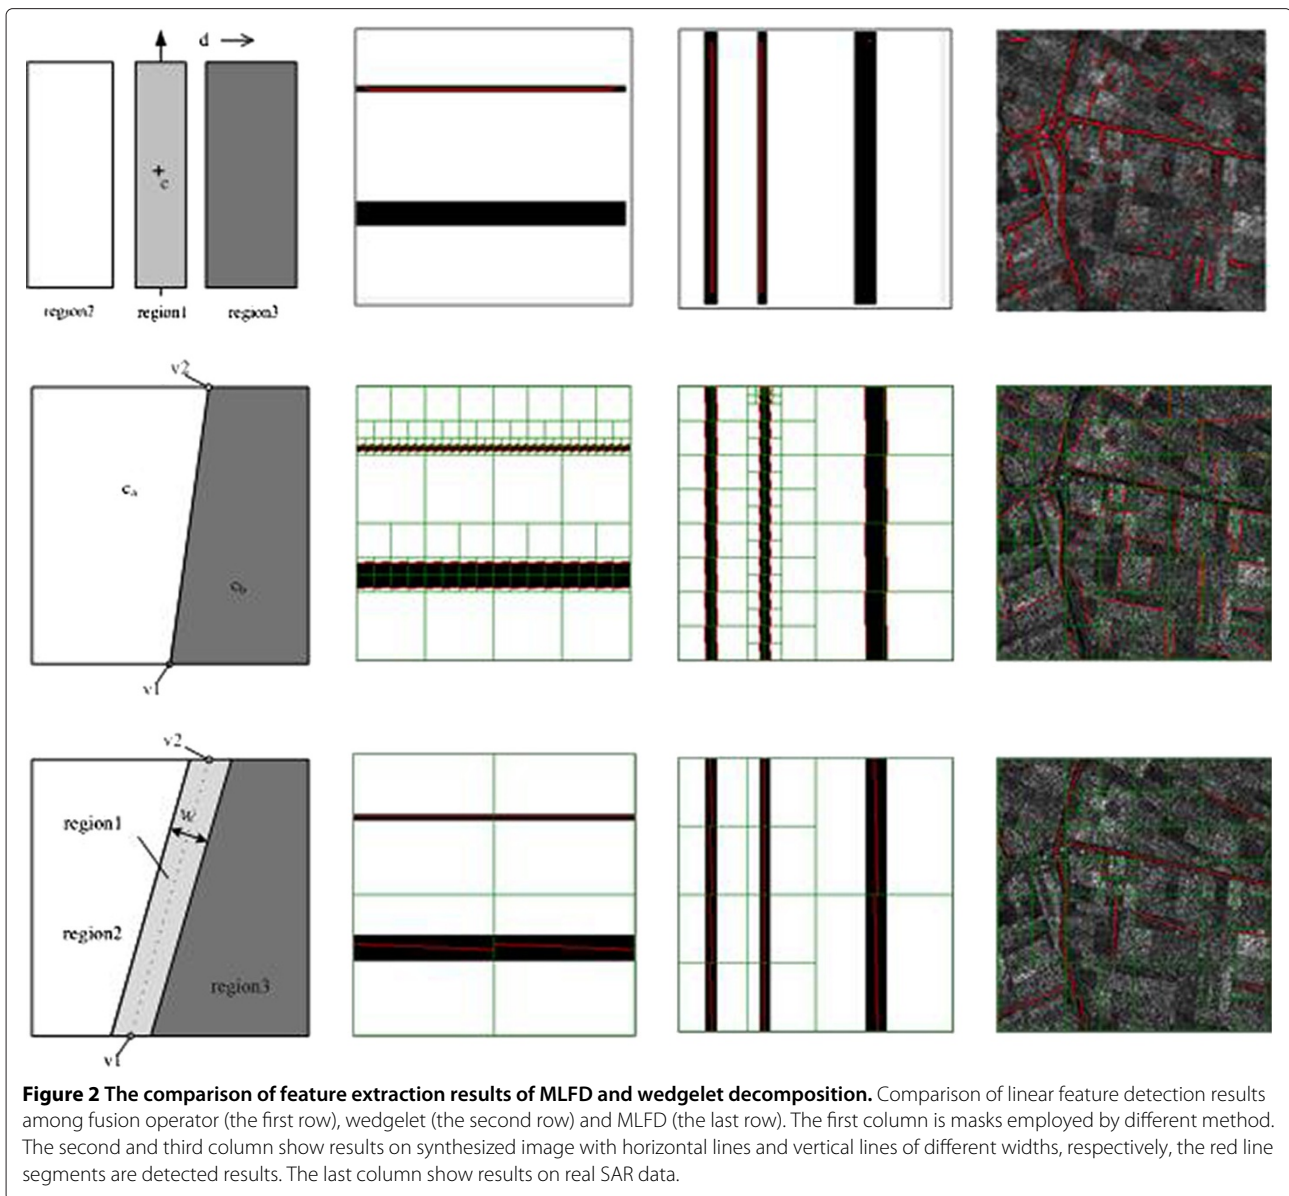 d
c
region2
region1
region3
v2
cₐ
c_b
v1
v2
w
region1
region2
region3
v1
Figure 2 The comparison of feature extraction results of MLFD and wedgelet decomposition. Comparison of linear feature detection results
among fusion operator (the first row), wedgelet (the second row) and MLFD (the last row). The first column is masks employed by different method.
The second and third column show results on synthesized image with horizontal lines and vertical lines of different widths, respectively, the red line
segments are detected results. The last column show results on real SAR data.